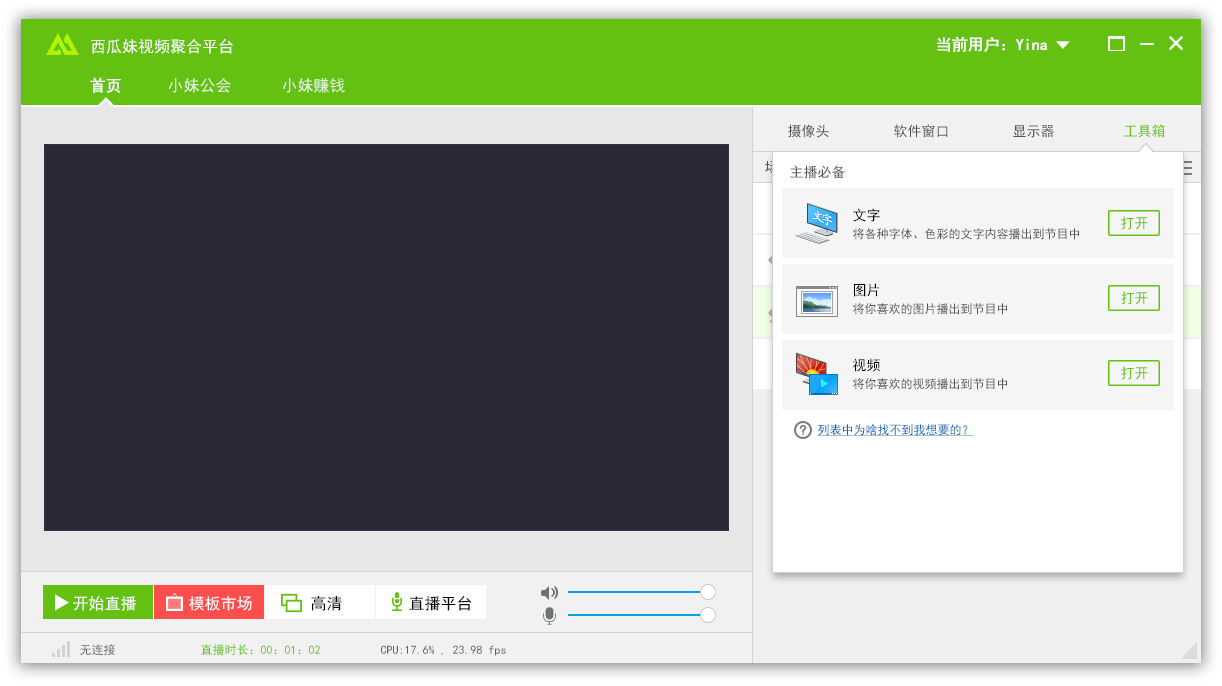 西瓜妹视频聚合平台
当前用户：Yina
首页 小妹公会 小妹赚钱
摄像头 软件窗口 显示器 工具箱
主播必备
文字
将各种字体、色彩的文字内容播出到节目中
打开
图片
将你喜欢的图片播出到节目中
打开
视频
将你喜欢的视频播出到节目中
打开
列表中为啥找不到我想要的？
开始直播 模板市场 高清 直播平台
无连接 直播时长：00：01：02 CPU:17.6% , 23.98 fps